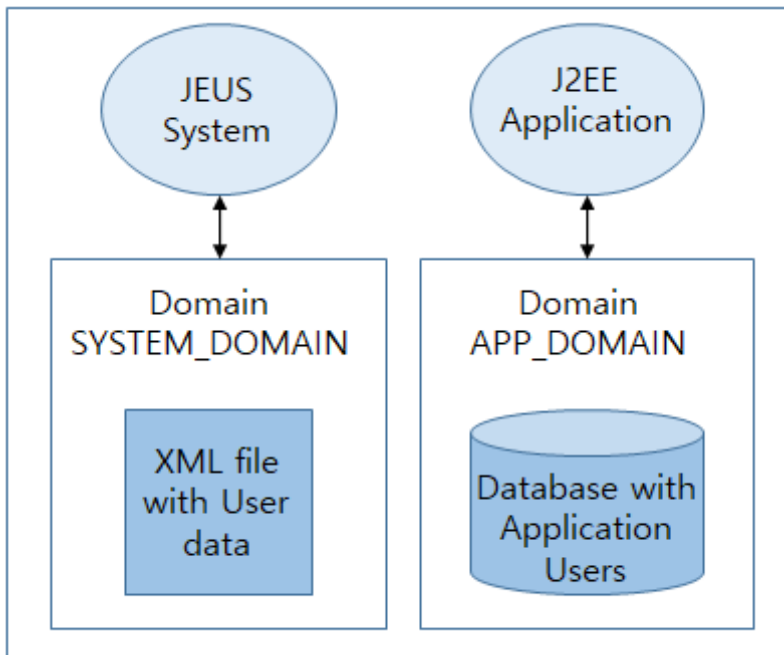 JEUS
System
J2EE
Application
Domain
SYSTEM_DOMAIN
Domain
APP_DOMAIN
XML file
with User
data
Database with
Application
Users